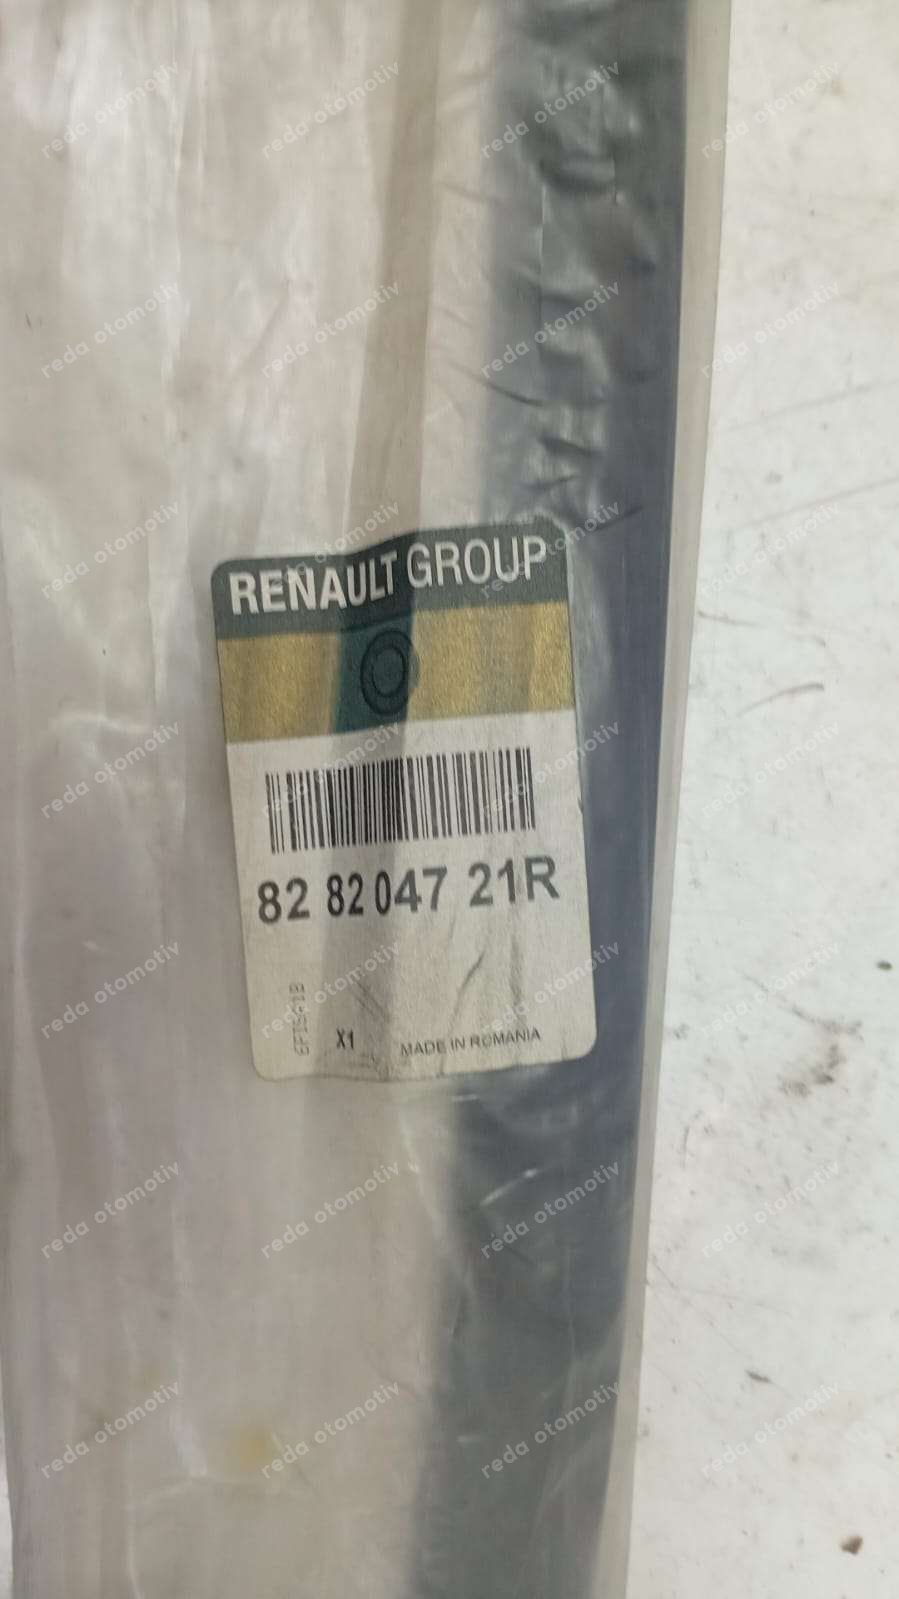 RENAULT GROUP
82 82 047 21R
X1
MADE IN ROMANIA
reda otomotiv